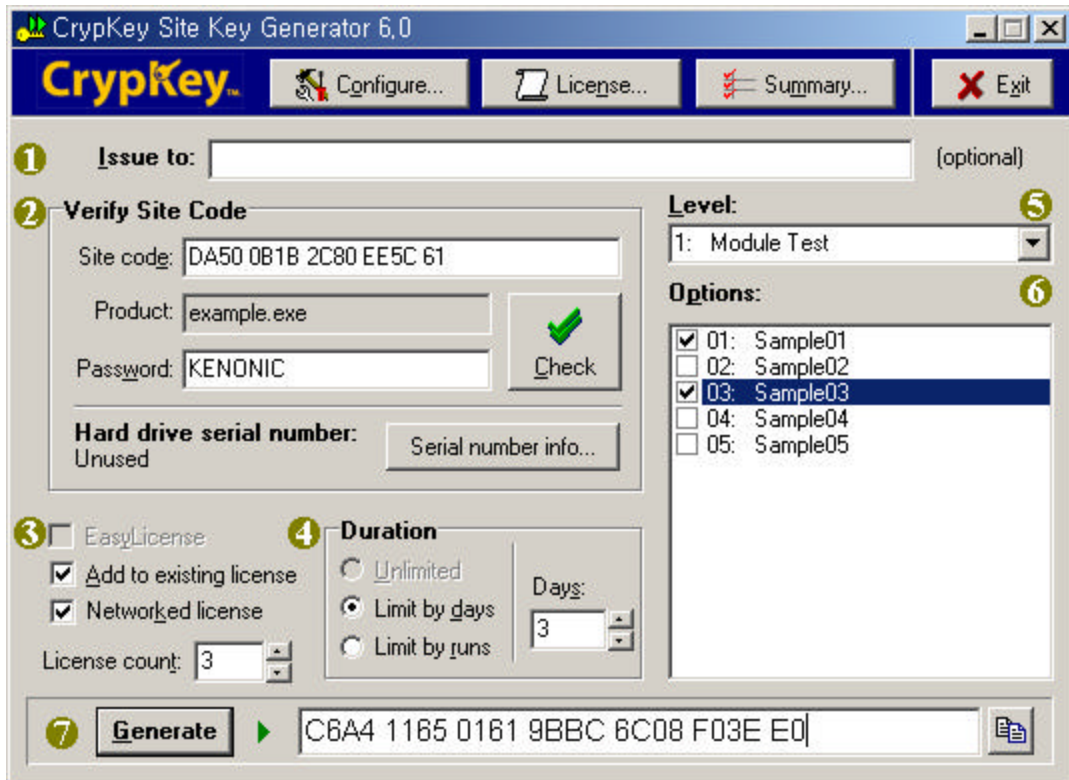 CrypKey Site Key Generator 6,0
CrypKey™
Configure...
License...
Summary...
Exit
1 Issue to: (optional)
2 Verify Site Code
Site code: DA50 0B1B 2C80 EE5C 61
Product: example.exe
Password: KENONIC
Check
Hard drive serial number:
Unused
Serial number info...
3 EasyLicense
Add to existing license
Networked license
License count: 3
4 Duration
Unlimited
Limit by days
Limit by runs
Days:
3
Level: 5
1: Module Test
Options: 6
01: Sample01
02: Sample02
03: Sample03
04: Sample04
05: Sample05
7 Generate C6A4 1165 0161 9BBC 6C08 F03E E0